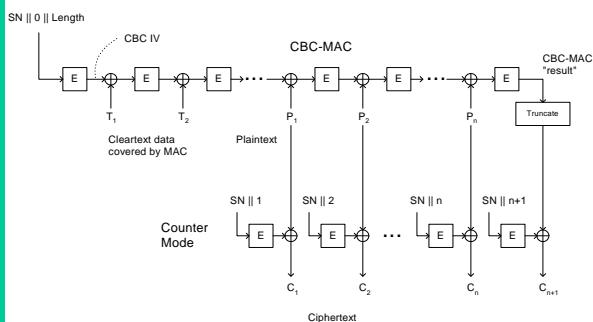 SN || 0 || Length
CBC IV
CBC-MAC
CBC-MAC
"result"
E
E
E
...
E
E
...
E
Truncate
T1
T2
P1
P2
Pn
Cleartext data
covered by MAC
Plaintext
SN || 1
SN || 2
SN || n
SN || n+1
Counter
Mode
E
E
...
E
E
C1
C2
Cn
Cn+1
Ciphertext